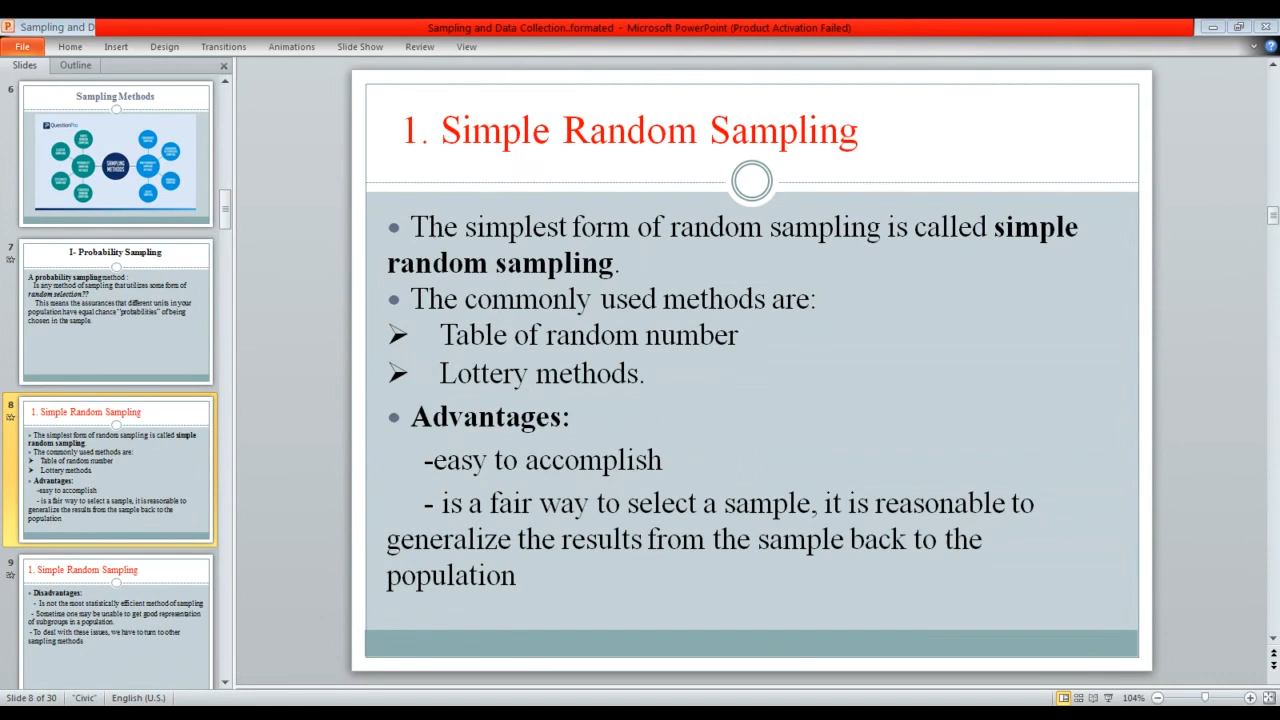 Sampling and D
Sampling and Data Collection..formated - Microsoft PowerPoint (Product Activation Failed)
File Home Insert Design Transitions Animations Slide Show Review View
Slides Outline
6
Sampling Methods
QuestionPro
SAMPLING
METHODS
7
I- Probability Sampling
A probability sampling method :
Is any method of sampling that utilizes some form of
random selection??
This means the assurances that different units in your
population have equal chance "probabilities" of being
chosen in the sample.
8
1. Simple Random Sampling
• The simplest form of random sampling is called simple
random sampling.
• The commonly used methods are:
➢ Table of random number
➢ Lottery methods.
• Advantages:
-easy to accomplish
- is a fair way to select a sample, it is reasonable to
generalize the results from the sample back to the
population
9
1. Simple Random Sampling
• Disadvantages:
- Is not the most statistically efficient method of sampling
- Sometime one may be unable to get good representation
of subgroups in a population.
- To deal with these issues, we have to turn to other
sampling methods
1. Simple Random Sampling
• The simplest form of random sampling is called simple
random sampling.
• The commonly used methods are:
➢ Table of random number
➢ Lottery methods.
• Advantages:
-easy to accomplish
- is a fair way to select a sample, it is reasonable to
generalize the results from the sample back to the
population
Slide 8 of 30 "Civic" English (U.S.) 104%